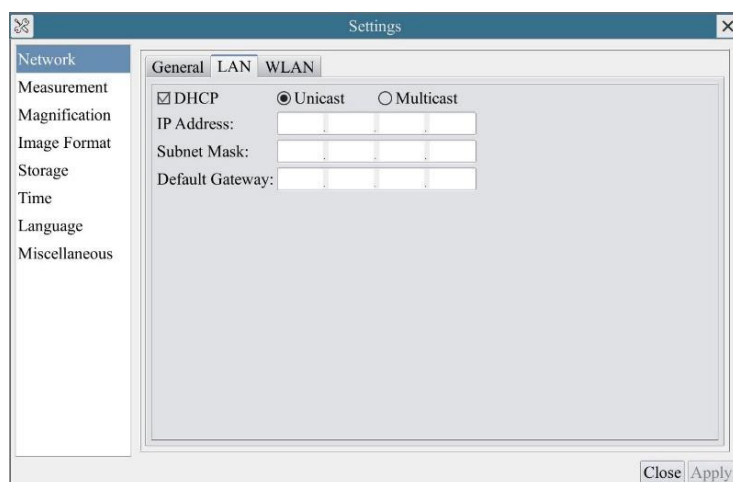 Settings
Network
Measurement
Magnification
Image Format
Storage
Time
Language
Miscellaneous
General LAN WLAN
DHCP Unicast Multicast
IP Address:
Subnet Mask:
Default Gateway:
Close Apply